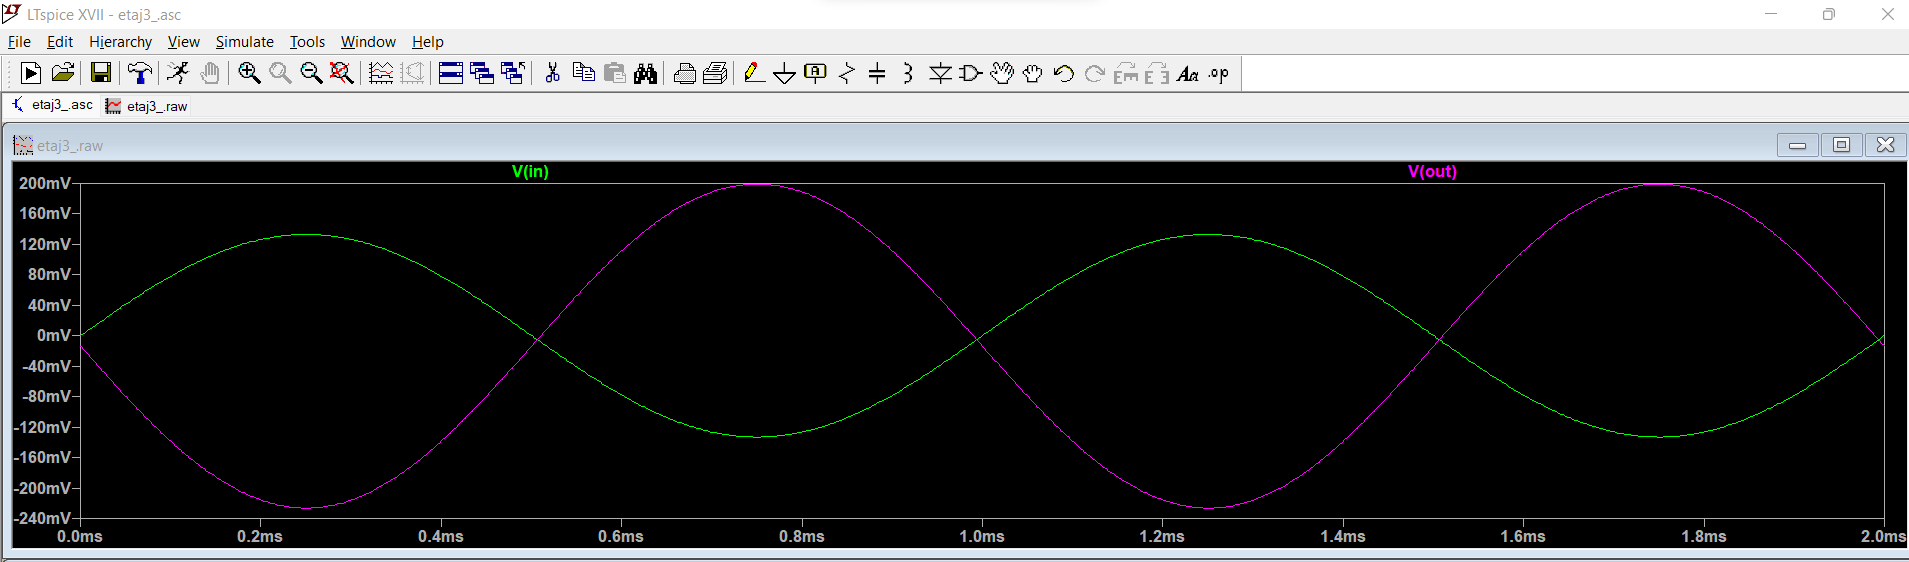 LTspice XVII - etaj3_.asc
File Edit Hierarchy View Simulate Tools Window Help
A Aa .op
etaj3_.asc etaj3_.raw
etaj3_.raw
V(in) V(out)
200mV
160mV
120mV
80mV
40mV
0mV
-40mV
-80mV
-120mV
-160mV
-200mV
-240mV
0.0ms 0.2ms 0.4ms 0.6ms 0.8ms 1.0ms 1.2ms 1.4ms 1.6ms 1.8ms 2.0ms